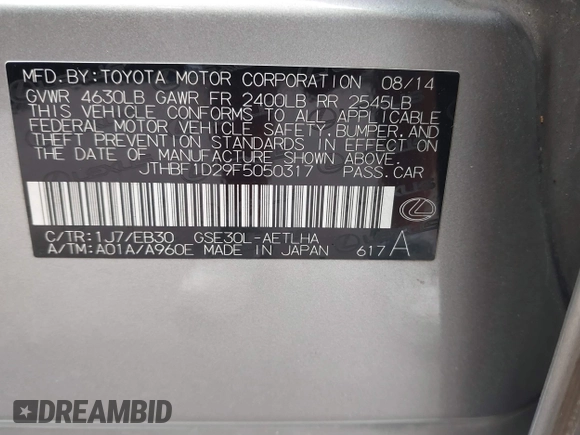 MFD.BY:TOYOTA MOTOR CORPORATION 08/14
GVWR 4630LB GAWR FR 2400LB RR 2545LB
THIS VEHICLE CONFORMS TO ALL APPLICABLE
FEDERAL MOTOR VEHICLE SAFETY,BUMPER,AND
THEFT PREVENTION STANDARDS IN EFFECT ON
THE DATE OF MANUFACTURE SHOWN ABOVE.
JTHBF1D29F5050317 PASS.CAR
C/TR:1J7/EB30 GSE30L-AETLHA
A/TM:A01A/A960E MADE IN JAPAN 617A
DREAMBID